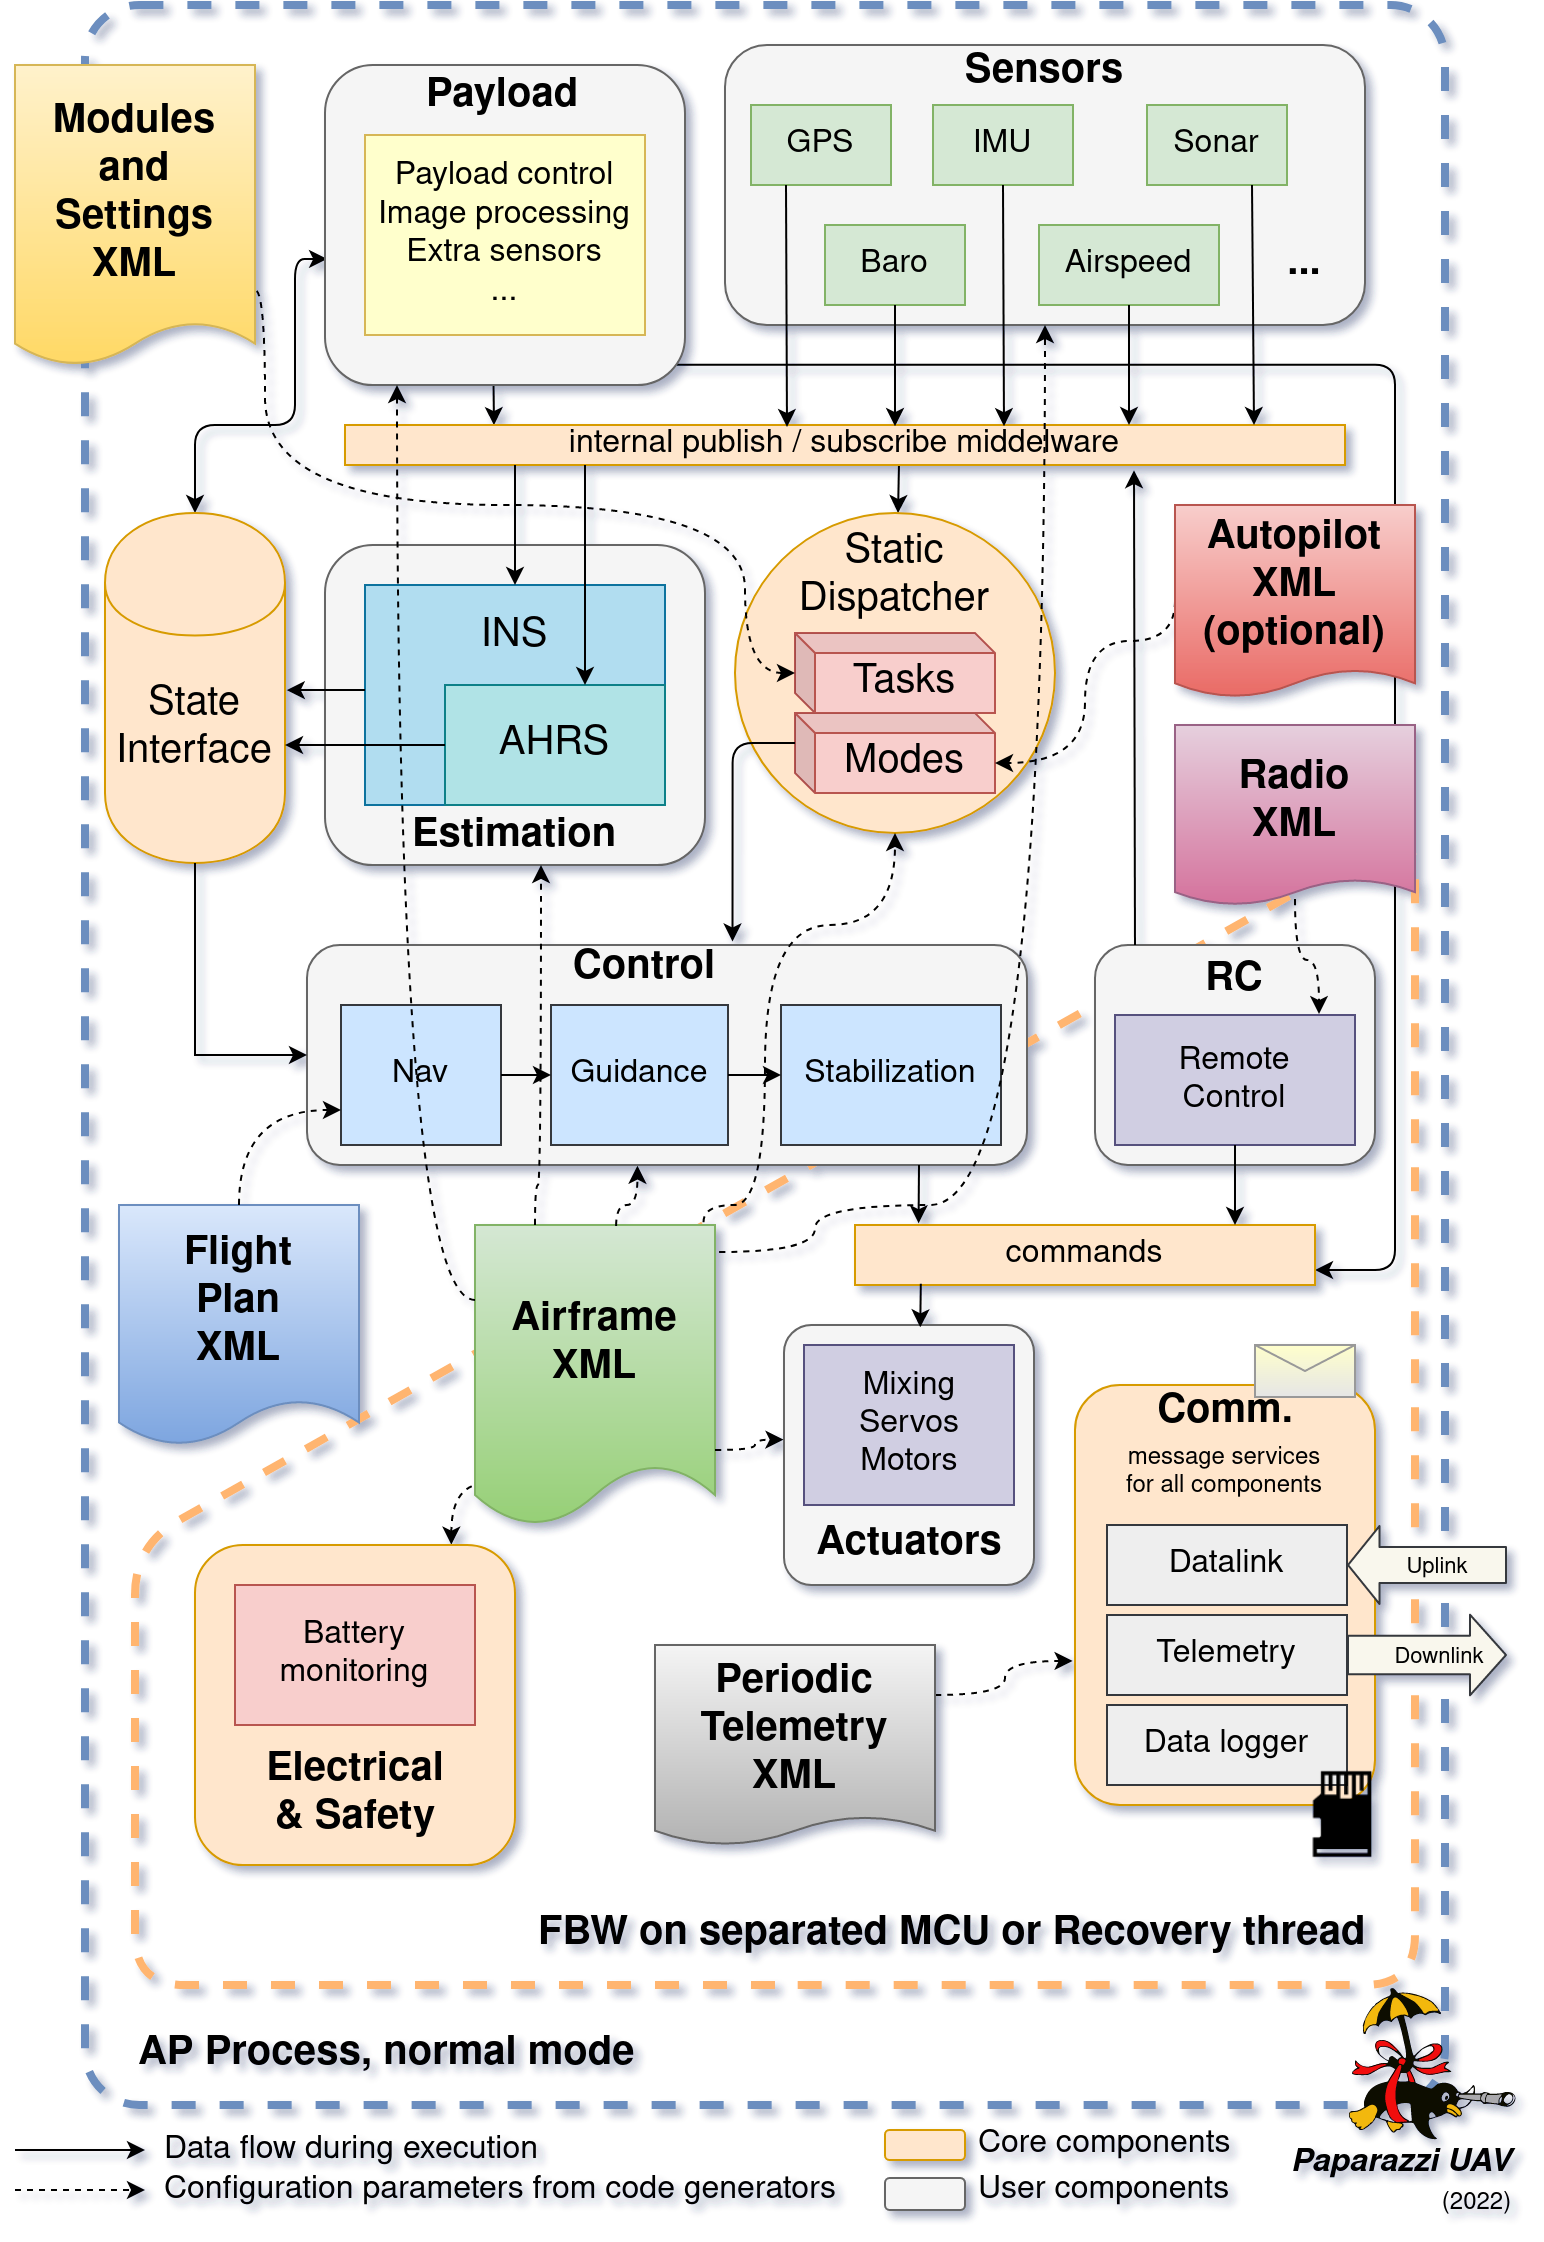 Modules
and
Settings
XML
Payload
Payload control
Image processing
Extra sensors
...
Sensors
GPS
IMU
Sonar
Baro
Airspeed
...
internal publish / subscribe middelware
State
Interface
INS
AHRS
Estimation
Static
Dispatcher
Tasks
Modes
Autopilot
XML
(optional)
Radio
XML
Control
Nav
Guidance
Stabilization
RC
Remote
Control
Flight
Plan
XML
Airframe
XML
commands
Mixing
Servos
Motors
Actuators
Comm.
message services
for all components
Datalink
Uplink
Telemetry
Downlink
Data logger
Battery
monitoring
Electrical
& Safety
Periodic
Telemetry
XML
FBW on separated MCU or Recovery thread
AP Process, normal mode
Data flow during execution
Configuration parameters from code generators
Core components
User components
Paparazzi UAV
(2022)